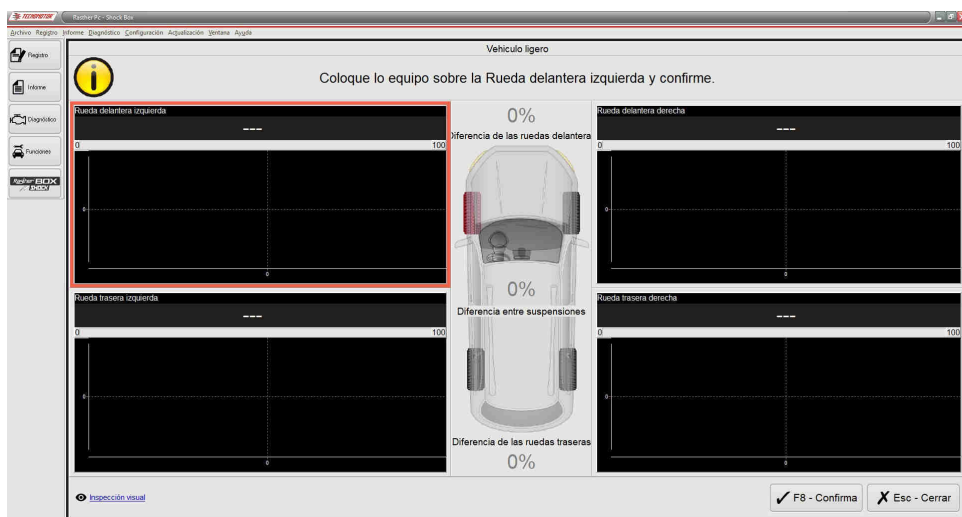 TECNOMOTOR Rasther Pc - Shock Box
Archivo Registro Informe Diagnóstico Configuración Actualización Ventana Ayuda
Registro
Informe
Diagnóstico
Funciones
Rasther BOX
SHOCK
Vehiculo ligero
Coloque lo equipo sobre la Rueda delantera izquierda y confirme.
Rueda delantera izquierda
---
0 100
0
0
0%
Diferencia de las ruedas delantera
Rueda delantera derecha
---
0 100
0
0
0%
Diferencia entre suspensiones
Rueda trasera izquierda
---
0 100
0
0
Rueda trasera derecha
---
0 100
0
0
Diferencia de las ruedas traseras
0%
Inspección visual
F8 - Confirma
Esc - Cerrar